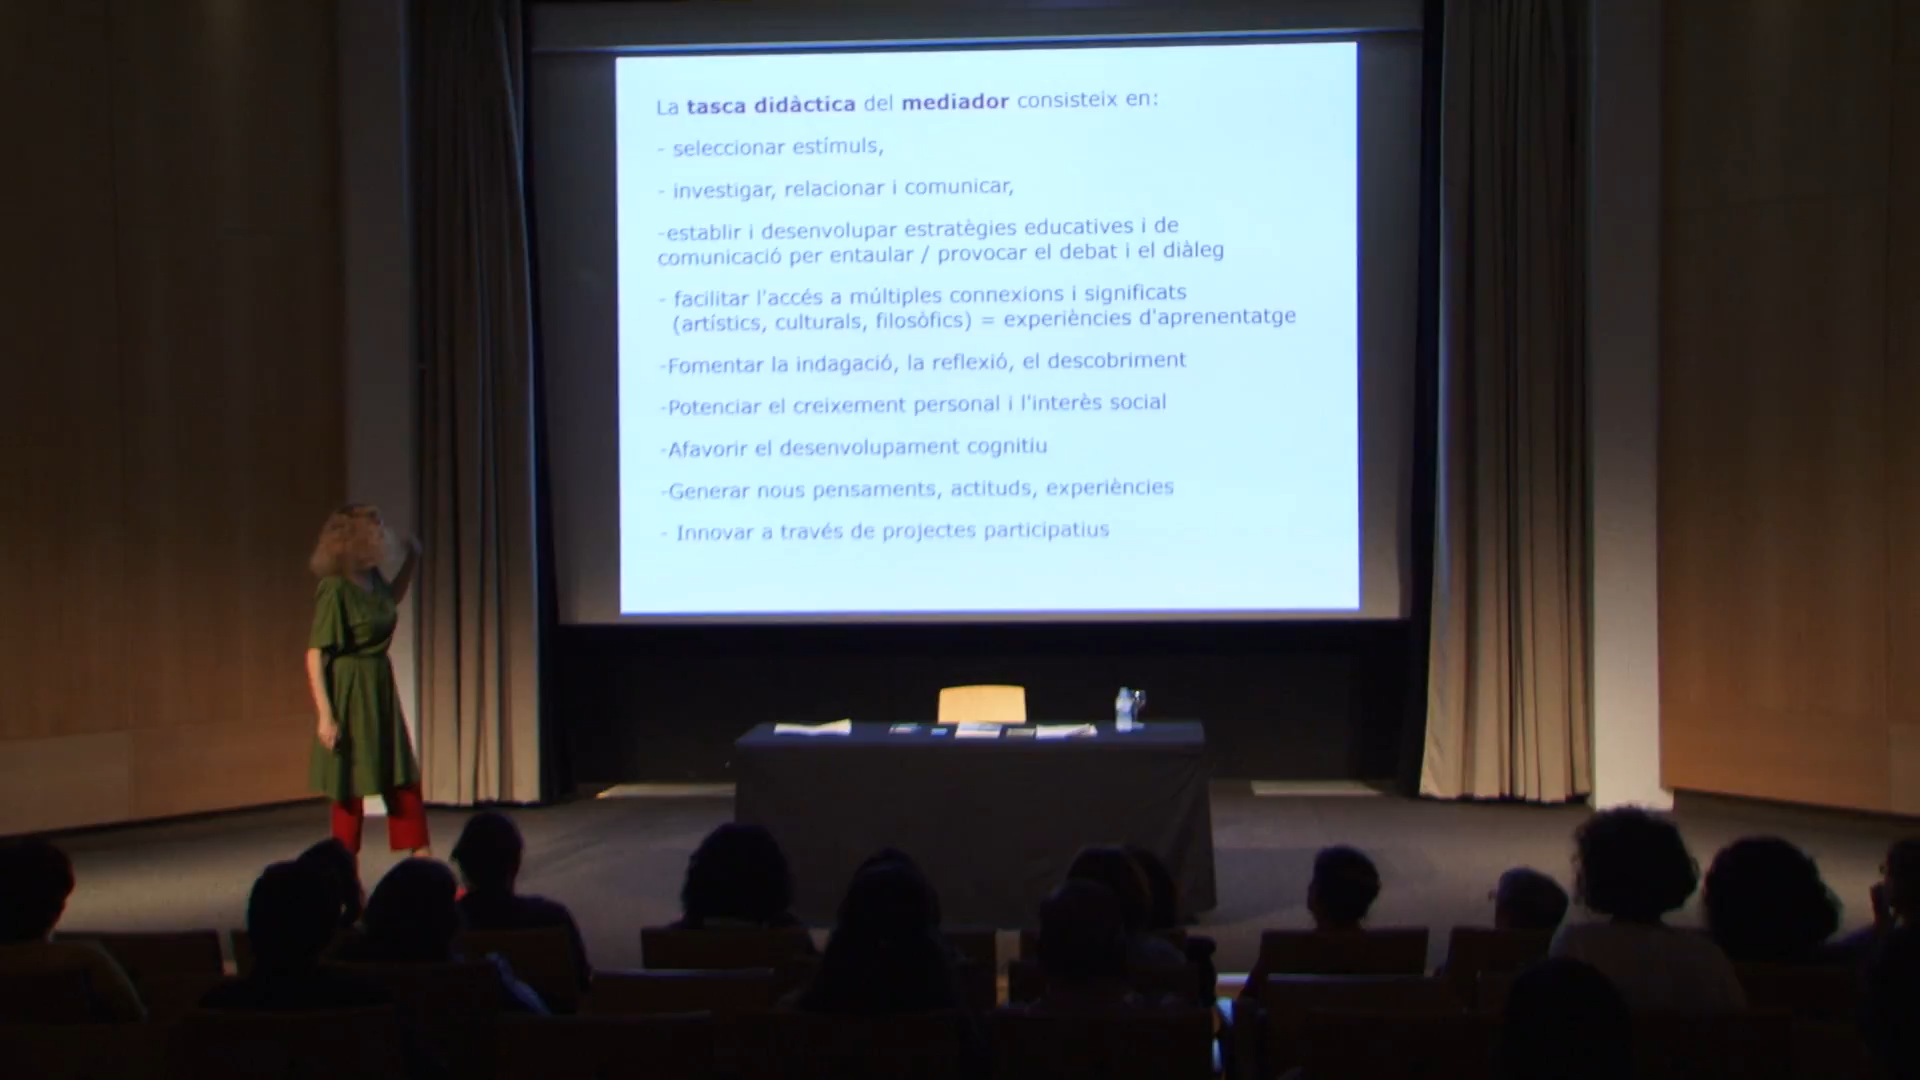 La tasca didàctica del mediador consisteix en:
- seleccionar estímuls,
- investigar, relacionar i comunicar,
-establir i desenvolupar estratègies educatives i de
comunicació per entaular / provocar el debat i el diàleg
- facilitar l'accés a múltiples connexions i significats
(artístics, culturals, filosòfics) = experiències d'aprenentatge
-Fomentar la indagació, la reflexió, el descobriment
-Potenciar el creixement personal i l'interès social
-Afavorir el desenvolupament cognitiu
-Generar nous pensaments, actituds, experiències
- Innovar a través de projectes participatius